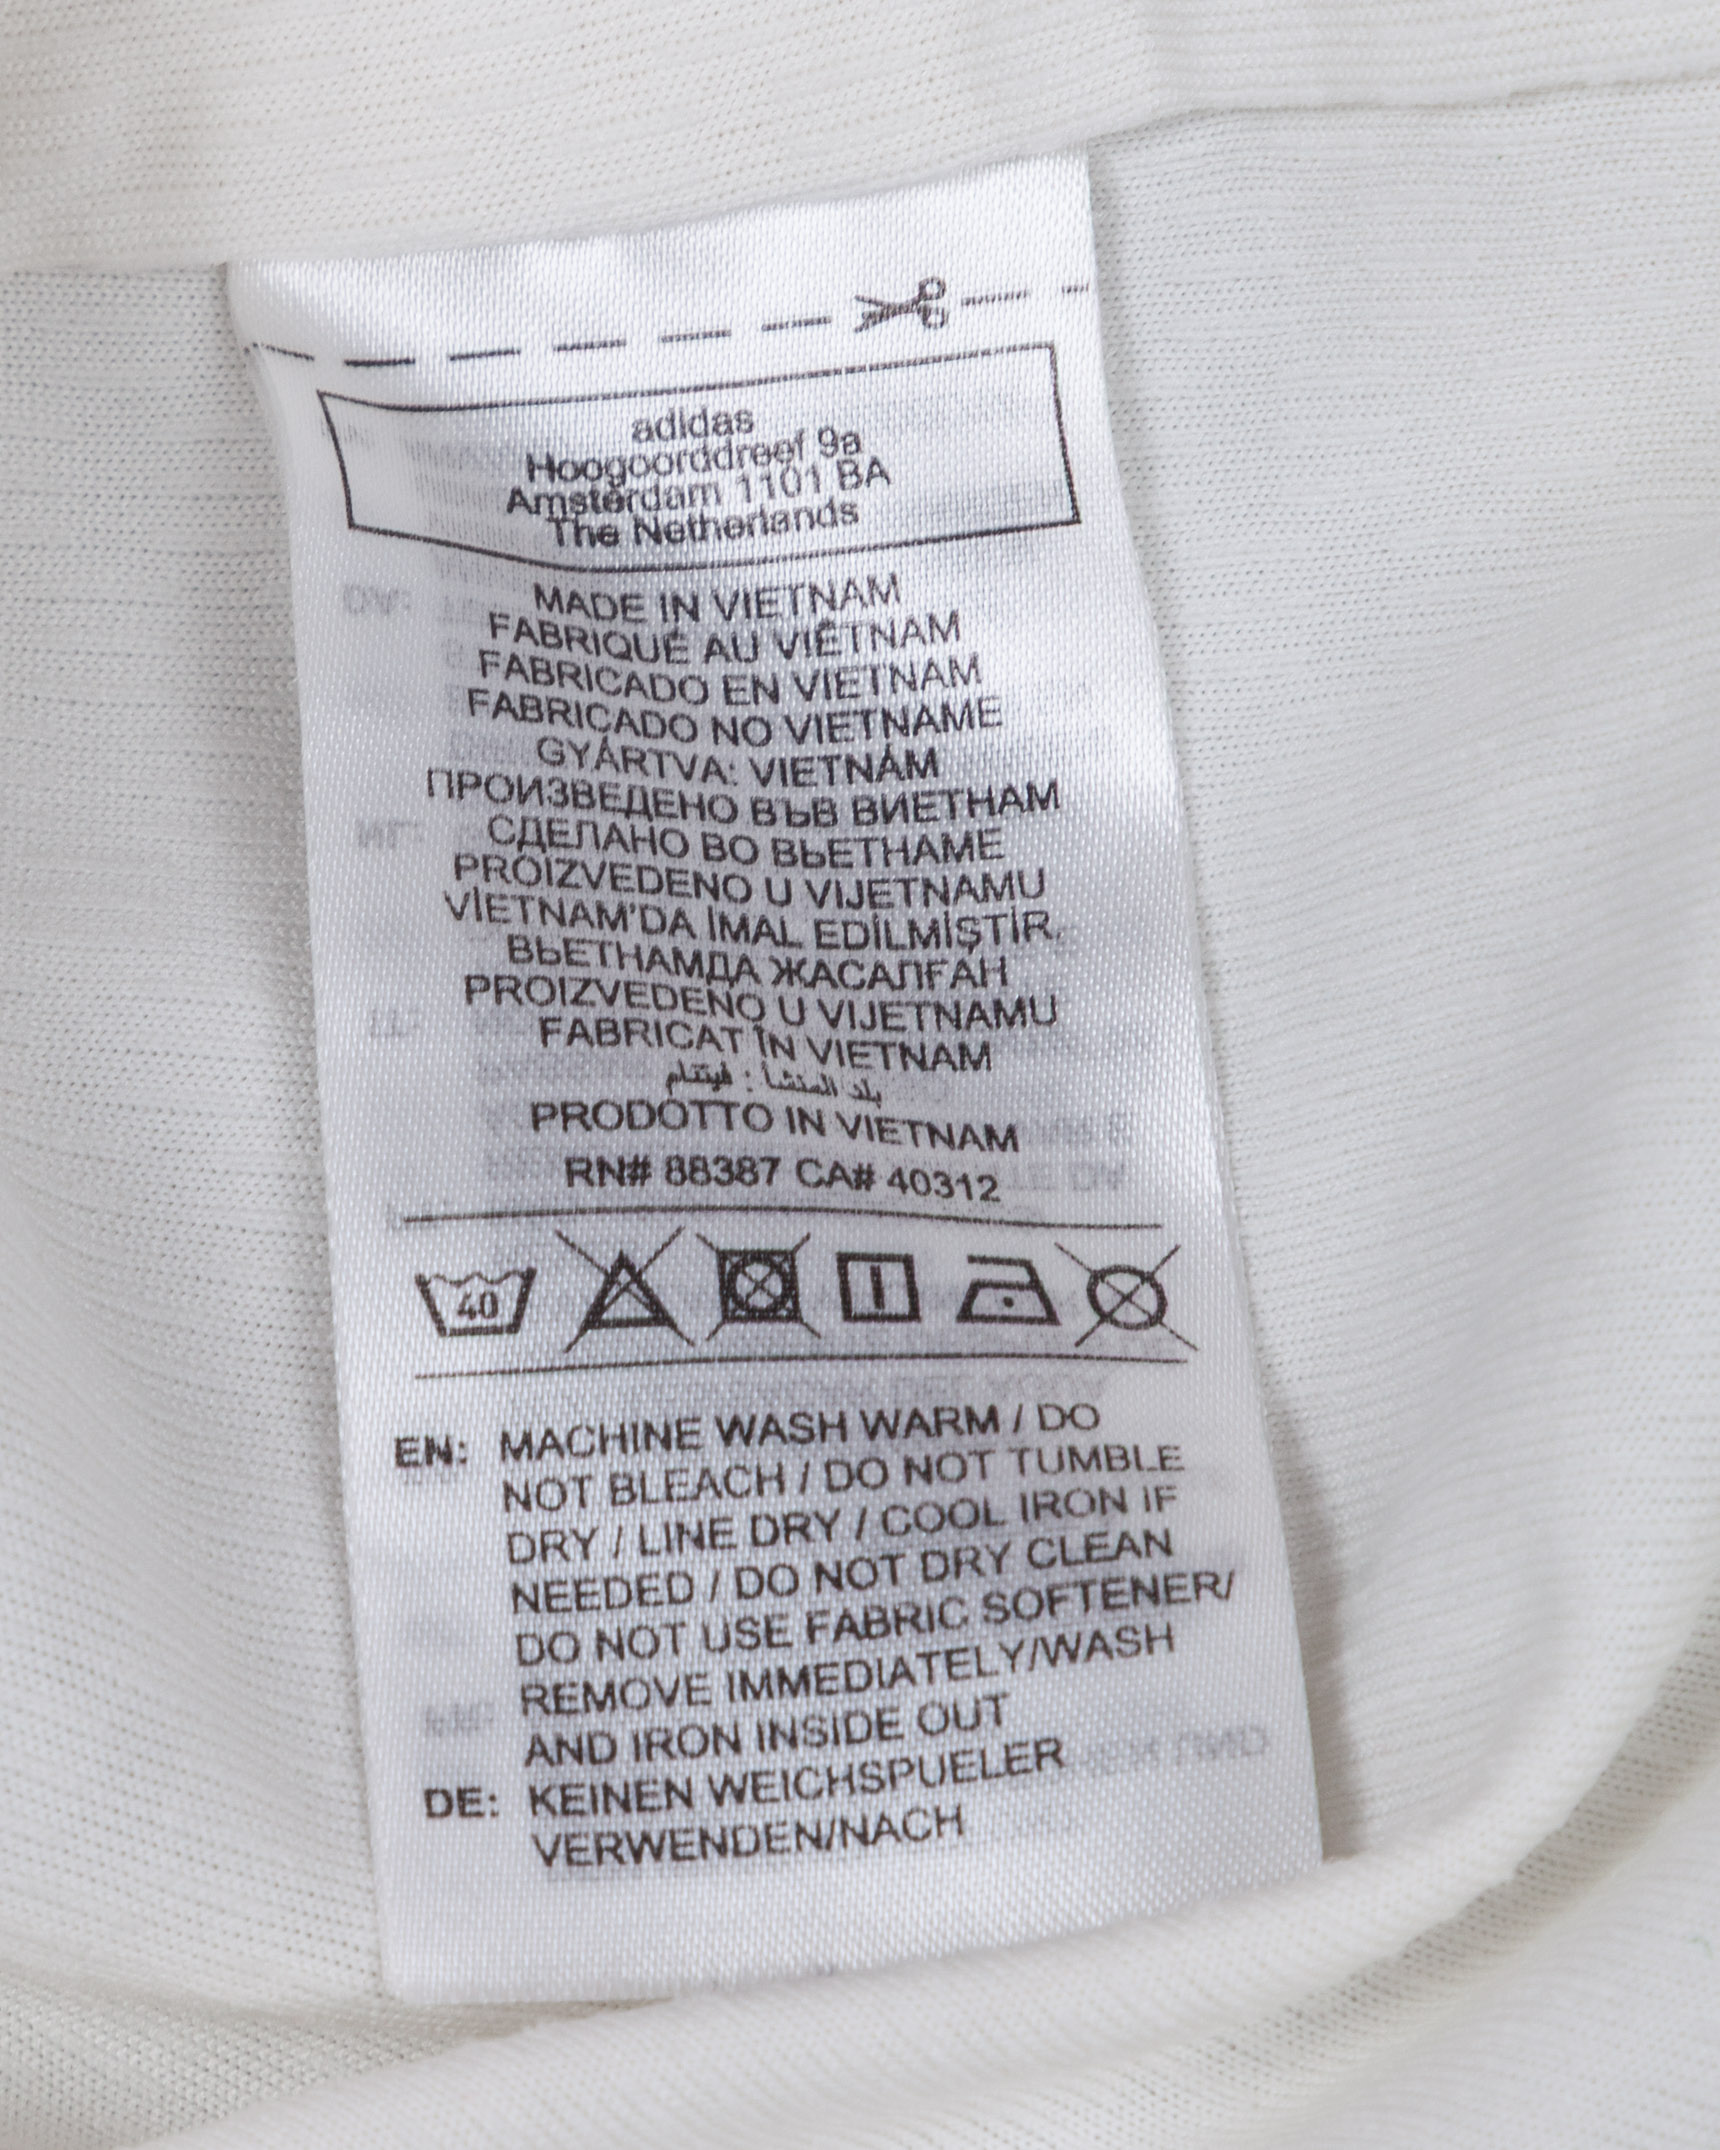 adidas
Hoogoorddreef 9a
Amsterdam 1101 BA
The Netherlands
MADE IN VIETNAM
FABRIQUÉ AU VIÊTNAM
FABRICADO EN VIETNAM
FABRICADO NO VIETNAME
GYÁRTVA: VIETNÁM
ПРОИЗВЕДЕНО ВЪВ ВИЕТНАМ
СДЕЛАНО ВО ВЬЕТНАМЕ
PROIZVEDENO U VIJETNAMU
VİETNAM'DA İMAL EDİLMİŞTİR.
ВЬЕТНАМДА ЖАСАЛҒАН
PROIZVEDENO U VIJETNAMU
FABRICAT ÎN VIETNAM
بلد المنشأ : فيتنام
PRODOTTO IN VIETNAM
RN# 88387 CA# 40312
40
EN: MACHINE WASH WARM / DO
NOT BLEACH / DO NOT TUMBLE
DRY / LINE DRY / COOL IRON IF
NEEDED / DO NOT DRY CLEAN
DO NOT USE FABRIC SOFTENER/
REMOVE IMMEDIATELY/WASH
AND IRON INSIDE OUT
DE: KEINEN WEICHSPUELER
VERWENDEN/NACH